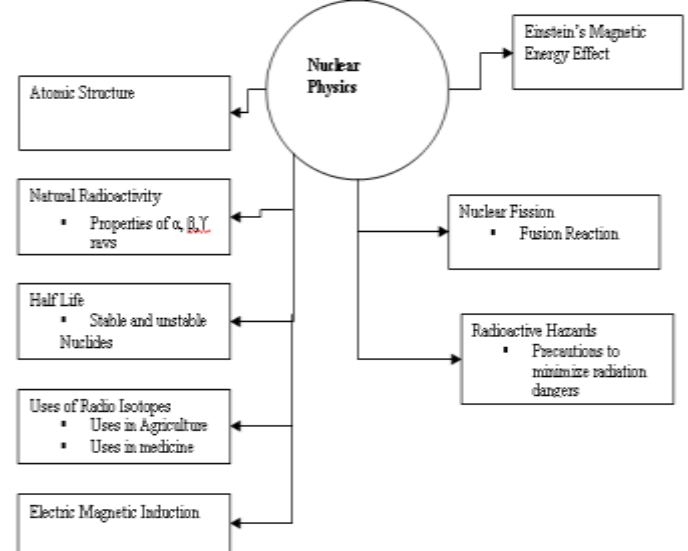 Nuclear
Physics
Einstein's Magnetic
Energy Effect
Atomic Structure
Natural Radioactivity
▪ Properties of α, β,ϒ
rays
Nuclear Fission
▪ Fusion Reaction
Half Life
▪ Stable and unstable
Nuclides
Radioactive Hazards
▪ Precautions to
minimize radiation
dangers
Uses of Radio Isotopes
▪ Uses in Agriculture
▪ Uses in medicine
Electric Magnetic Induction